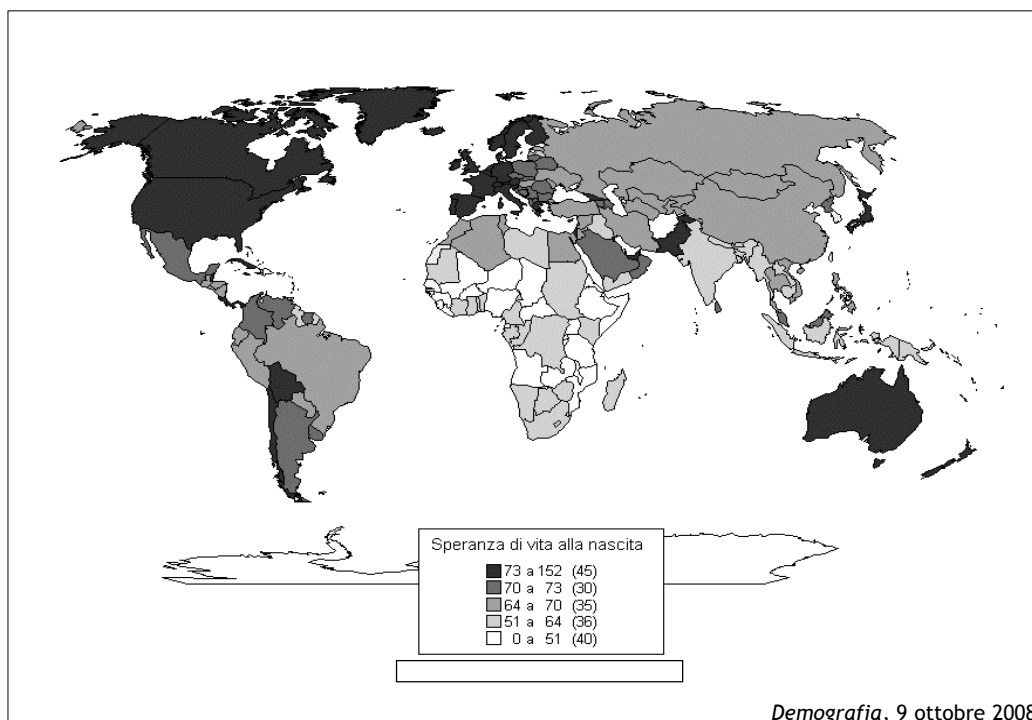 Speranza di vita alla nascita
73 a 152 (45)
70 a 73 (30)
64 a 70 (35)
51 a 64 (36)
0 a 51 (40)
Demografia, 9 ottobre 2008